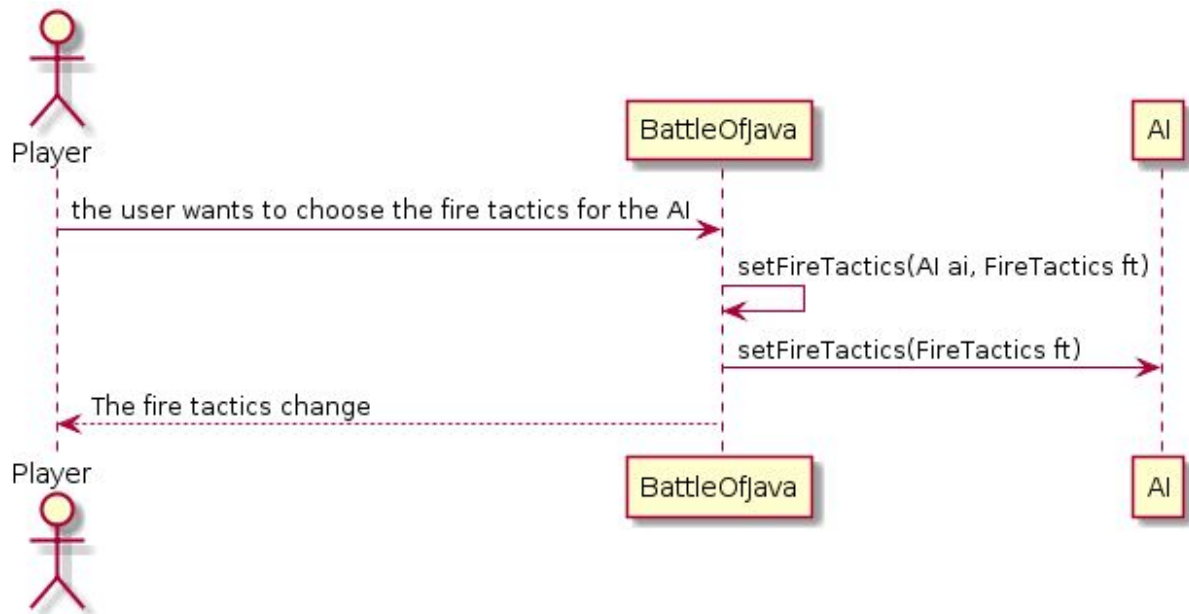 Player
BattleOfJava
AI
the user wants to choose the fire tactics for the AI
setFireTactics(AI ai, FireTactics ft)
setFireTactics(FireTactics ft)
The fire tactics change
Player
BattleOfJava
AI